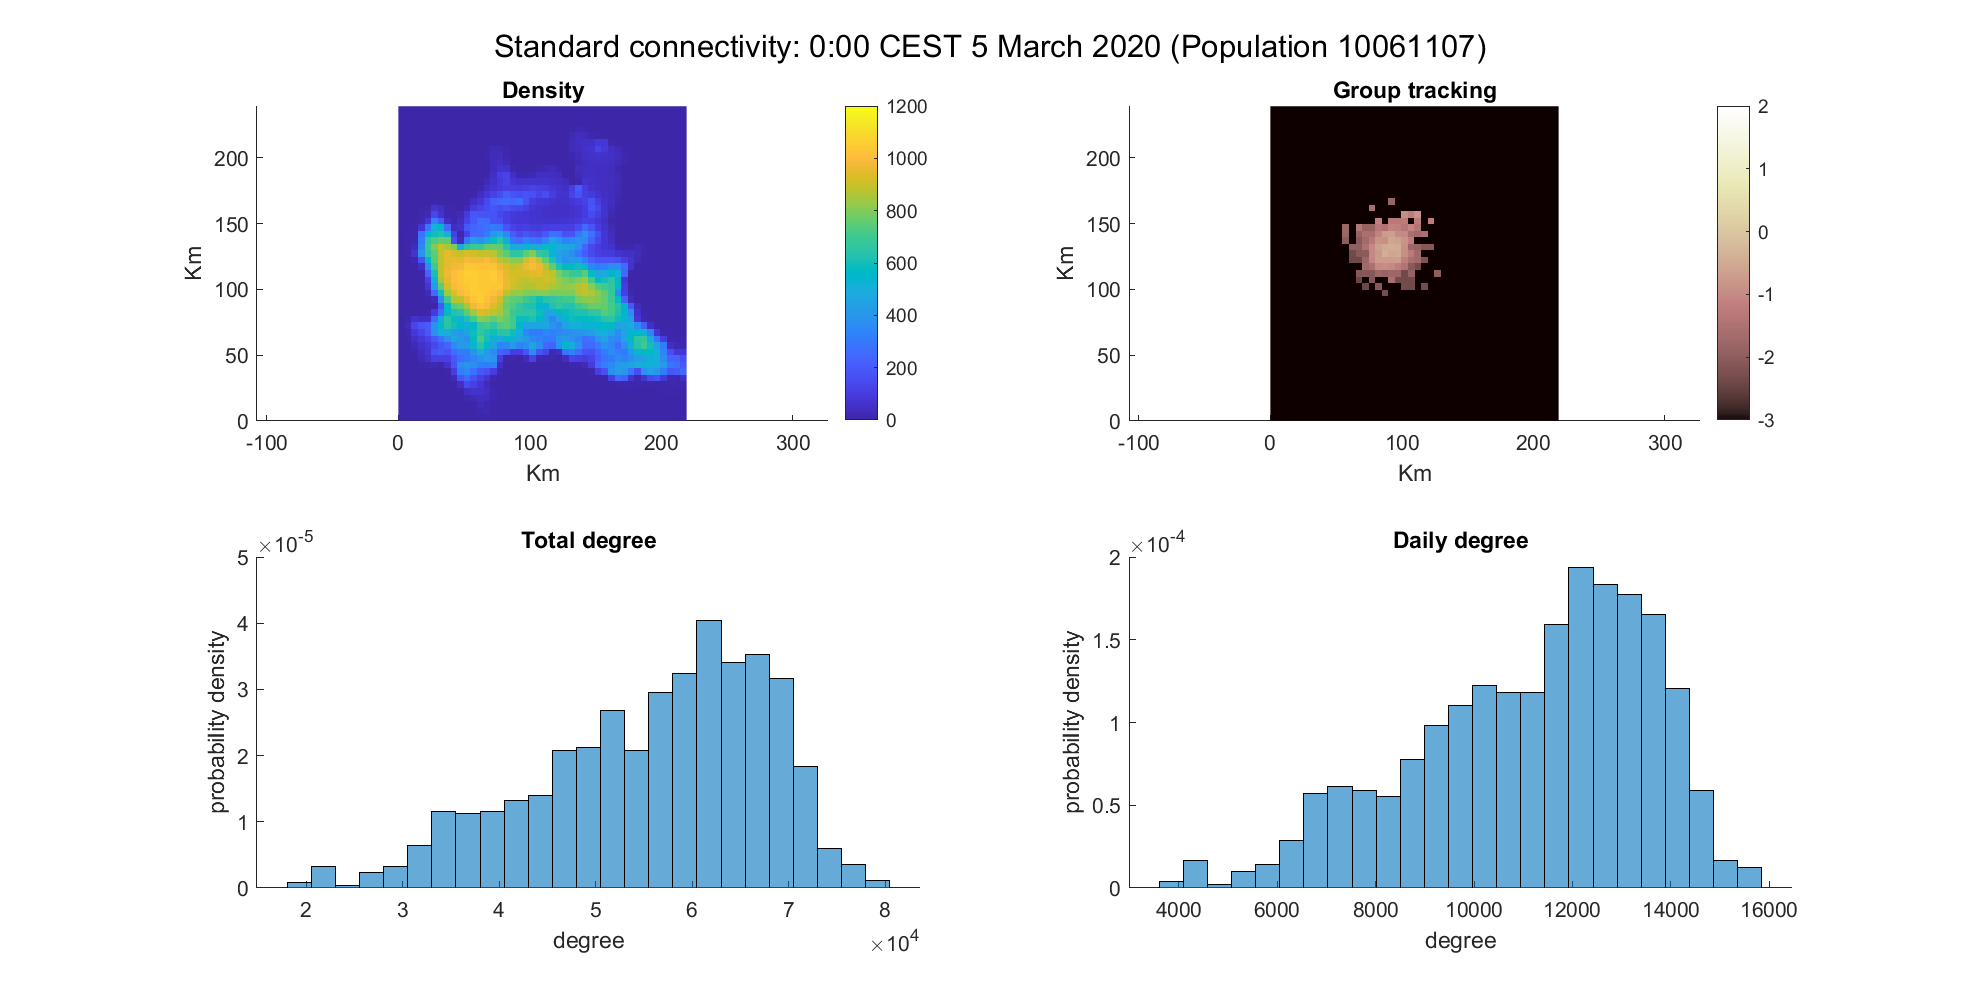 Standard connectivity: 0:00 CEST 5 March 2020 (Population 10061107)
Density
Km
200
150
100
50
0
-100 0 100 200 300
Km
1200
1000
800
600
400
200
0
Group tracking
Km
200
150
100
50
0
-100 0 100 200 300
Km
2
1
0
-1
-2
-3
Total degree
×10^-5
probability density
5
4
3
2
1
0
2 3 4 5 6 7 8
degree
×10^4
Daily degree
×10^-4
probability density
2
1.5
1
0.5
0
4000 6000 8000 10000 12000 14000 16000
degree